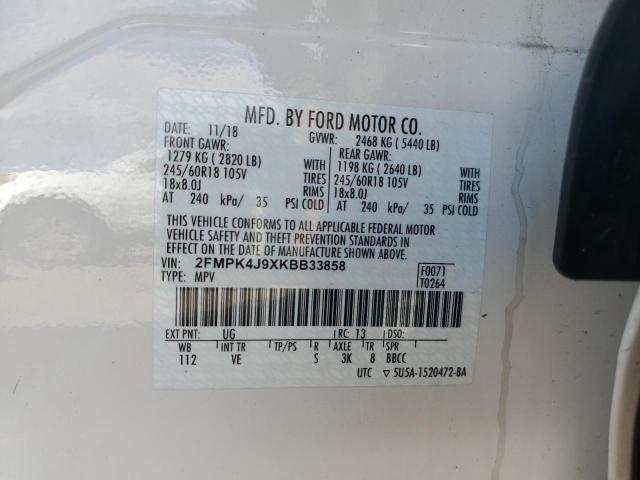 MFD. BY FORD MOTOR CO.
DATE: 11/18 GVWR: 2468 KG ( 5440 LB)
FRONT GAWR: REAR GAWR:
1279 KG ( 2820 LB) WITH 1198 KG ( 2640 LB) WITH
245/60R18 105V TIRES 245/60R18 105V TIRES
18x8.0J RIMS 18x8.0J RIMS
AT 240 kPa/ 35 PSI COLD AT 240 kPa/ 35 PSI COLD
THIS VEHICLE CONFORMS TO ALL APPLICABLE FEDERAL MOTOR
VEHICLE SAFETY AND THEFT PREVENTION STANDARDS IN
EFFECT ON THE DATE OF MANUFACTURE SHOWN ABOVE.
VIN: 2FMPK4J9XKBB33858 F0071
TYPE: MPV T0264
EXT PNT: UG RC: 13 DSO:
WB INT TR TP/PS R AXLE TR SPR
112 VE S 3K 8 BBCC
UTC ▽ 5U5A-1520472-BA